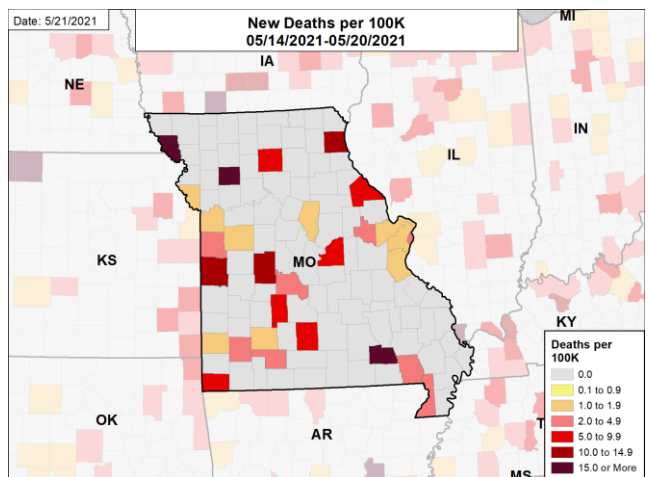 Date: 5/21/2021
New Deaths per 100K
05/14/2021-05/20/2021
MI
IA
NE
IN
IL
MO
KS
KY
OK
AR
MS
Deaths per
100K
0.0
0.1 to 0.9
1.0 to 1.9
2.0 to 4.9
5.0 to 9.9
10.0 to 14.9
15.0 or More